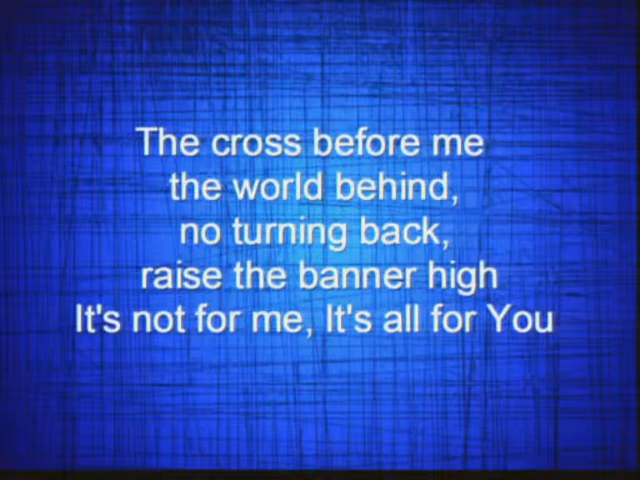 The cross before me
the world behind,
no turning back,
raise the banner high
It's not for me, It's all for You